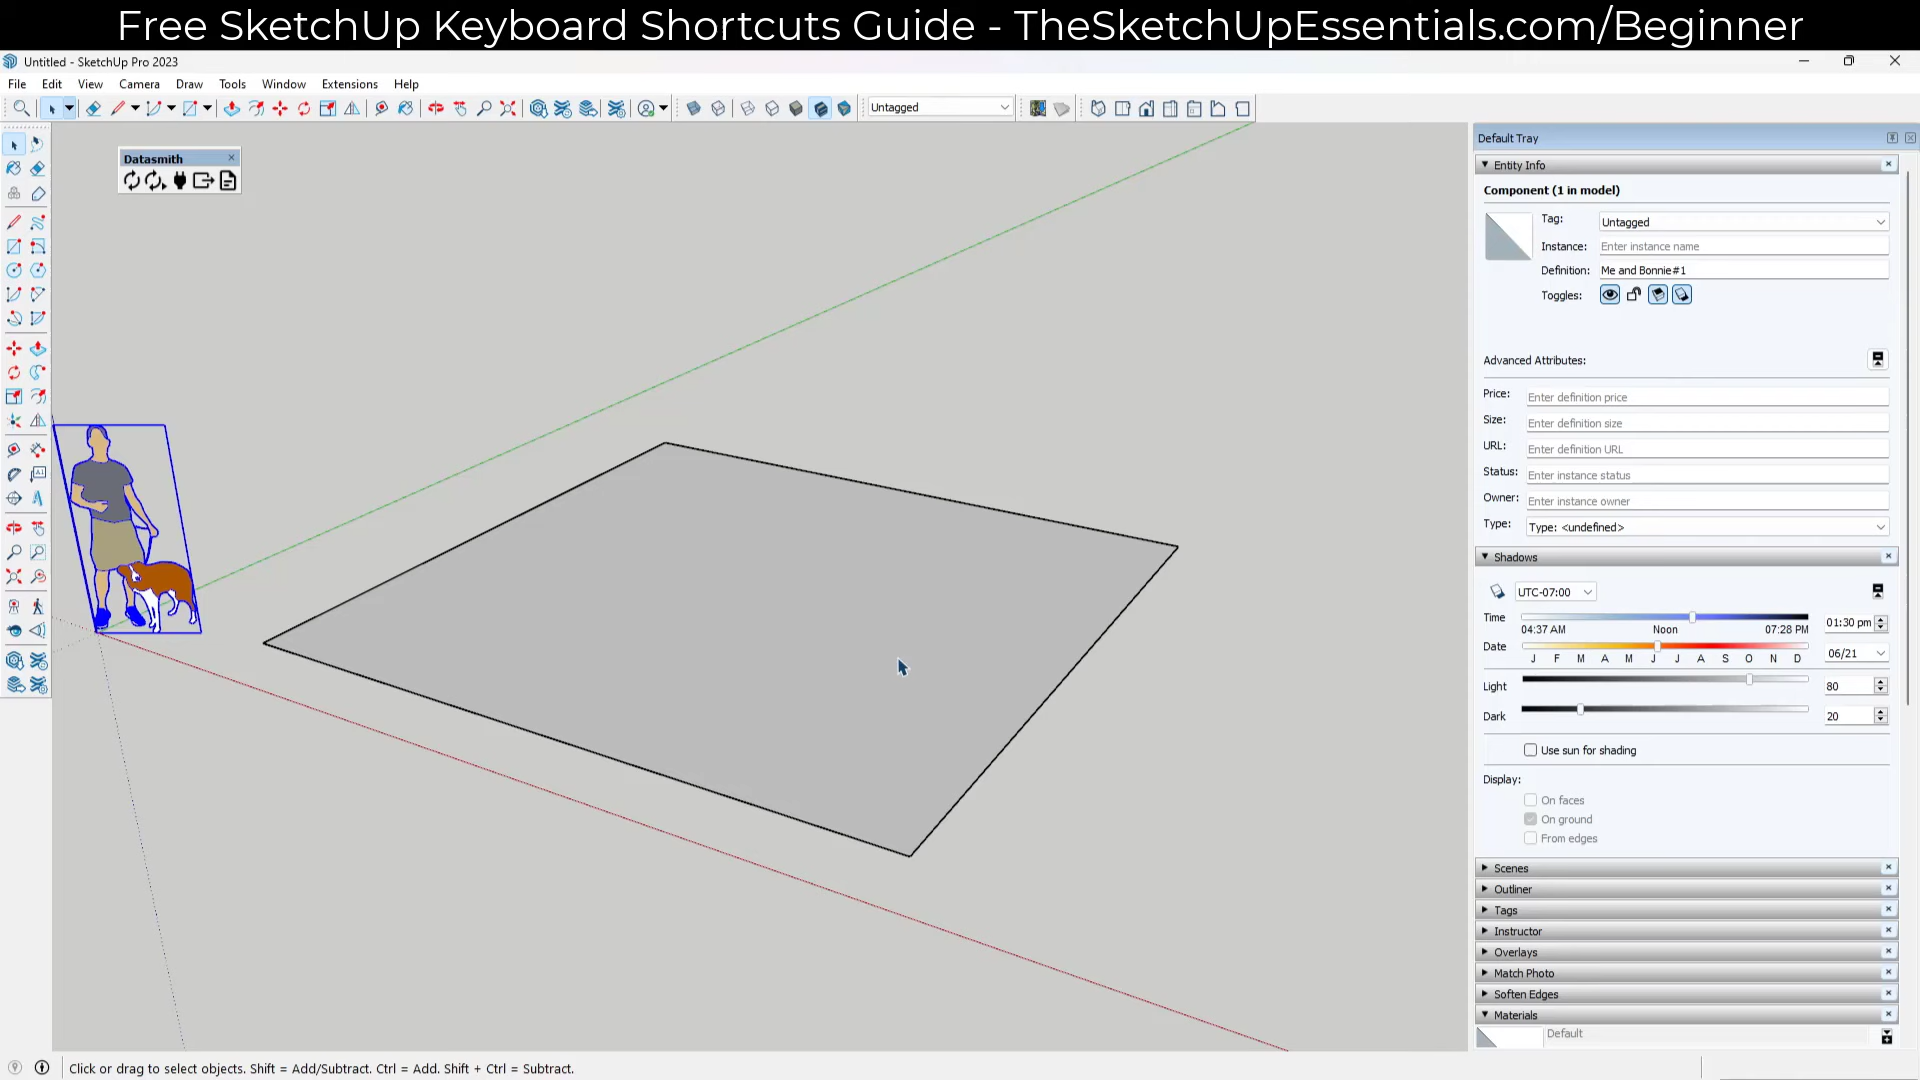 Free SketchUp Keyboard Shortcuts Guide - TheSketchUpEssentials.com/Beginner
Untitled - SketchUp Pro 2023
File Edit View Camera Draw Tools Window Extensions Help
Untagged
Datasmith
Default Tray
Entity Info
Component (1 in model)
Tag: Untagged
Instance: Enter instance name
Definition: Me and Bonnie#1
Toggles:
Advanced Attributes:
Price: Enter definition price
Size: Enter definition size
URL: Enter definition URL
Status: Enter instance status
Owner: Enter instance owner
Type: Type: <undefined>
Shadows
UTC-07:00
Time 01:30 pm
04:37 AM Noon 07:28 PM
Date 06/21
J F M A M J J A S O N D
Light 80
Dark 20
Use sun for shading
Display:
On faces
On ground
From edges
Scenes
Outliner
Tags
Instructor
Overlays
Match Photo
Soften Edges
Materials
Default
Click or drag to select objects. Shift = Add/Subtract. Ctrl = Add. Shift + Ctrl = Subtract.